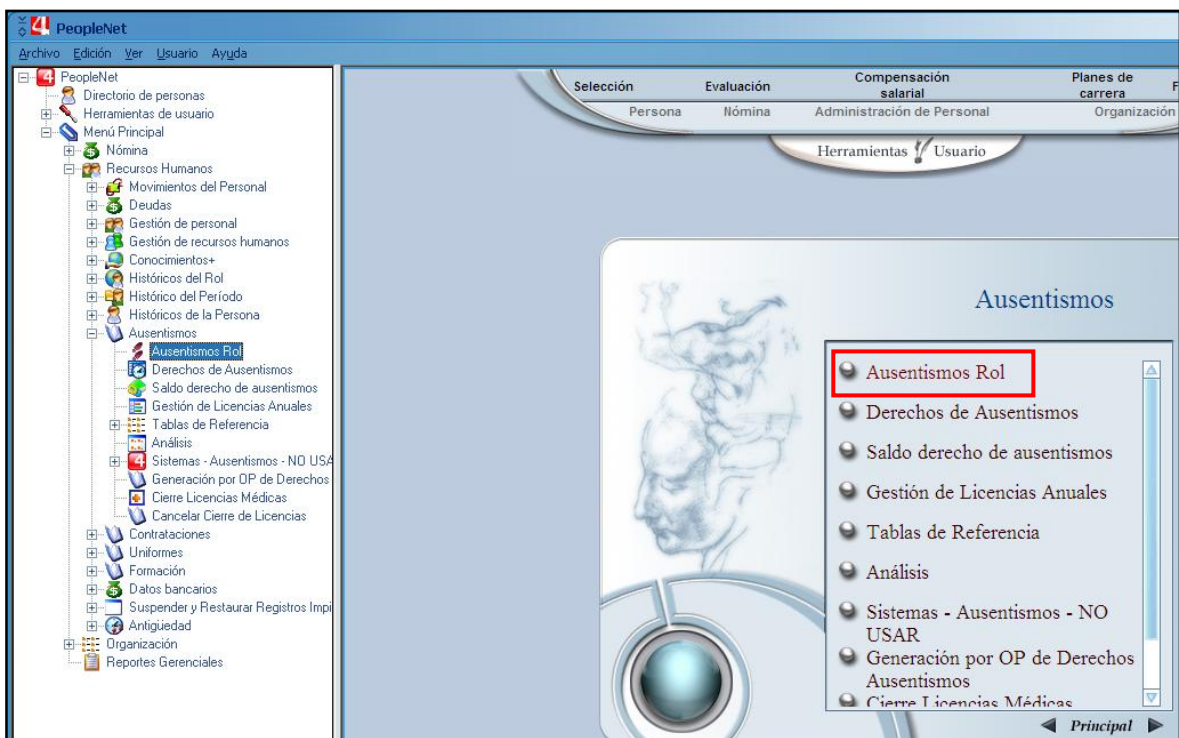 PeopleNet
Archivo Edición Ver Usuario Ayuda
PeopleNet
Directorio de personas
Herramientas de usuario
Menú Principal
Nómina
Recursos Humanos
Movimientos del Personal
Deudas
Gestión de personal
Gestión de recursos humanos
Conocimientos+
Históricos del Rol
Histórico del Período
Históricos de la Persona
Ausentismos
Ausentismos Rol
Derechos de Ausentismos
Saldo derecho de ausentismos
Gestión de Licencias Anuales
Tablas de Referencia
Análisis
Sistemas - Ausentismos - NO USA
Generación por OP de Derechos
Cierre Licencias Médicas
Cancelar Cierre de Licencias
Contrataciones
Uniformes
Formación
Datos bancarios
Suspender y Restaurar Registros Impi
Antigüedad
Organización
Reportes Gerenciales
Selección Evaluación Compensación salarial Planes de carrera F
Persona Nómina Administración de Personal Organización
Herramientas Usuario
Ausentismos
Ausentismos Rol
Derechos de Ausentismos
Saldo derecho de ausentismos
Gestión de Licencias Anuales
Tablas de Referencia
Análisis
Sistemas - Ausentismos - NO
USAR
Generación por OP de Derechos
Ausentismos
Cierre Licencias Médicas
Principal